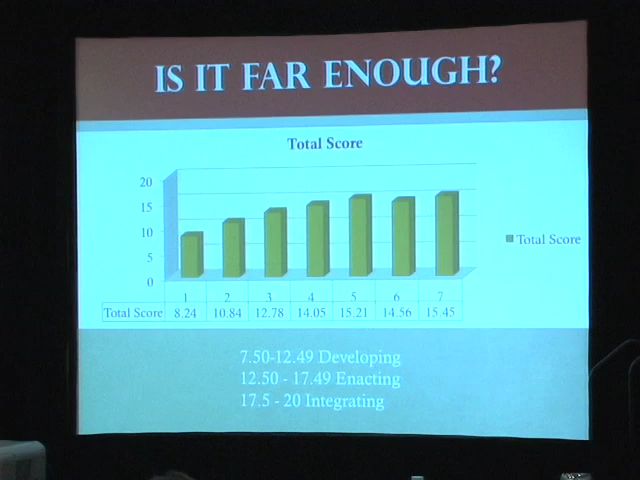 IS IT FAR ENOUGH?
Total Score
20
15
10
5
0
Total Score
1 2 3 4 5 6 7
Total Score 8.24 10.84 12.78 14.05 15.21 14.56 15.45
7.50-12.49 Developing
12.50 - 17.49 Enacting
17.5 - 20 Integrating